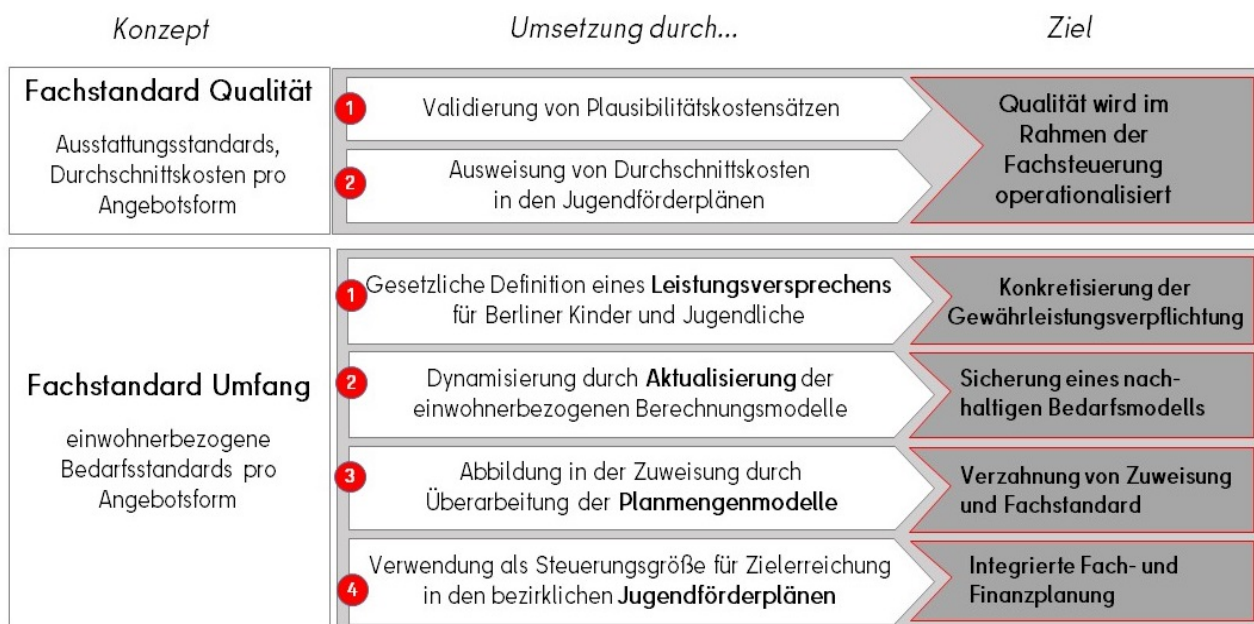 Konzept
Umsetzung durch...
Ziel
Fachstandard Qualität
Ausstattungsstandards,
Durchschnittskosten pro
Angebotsform
1
Validierung von Plausibilitätskostensätzen
2
Ausweisung von Durchschnittskosten
in den Jugendförderplänen
Qualität wird im
Rahmen der
Fachsteuerung
operationalisiert
Fachstandard Umfang
einwohnerbezogene
Bedarfsstandards pro
Angebotsform
1
Gesetzliche Definition eines Leistungsversprechens
für Berliner Kinder und Jugendliche
Konkretisierung der
Gewährleistungsverpflichtung
2
Dynamisierung durch Aktualisierung der
einwohnerbezogenen Berechnungsmodelle
Sicherung eines nach-
haltigen Bedarfsmodells
3
Abbildung in der Zuweisung durch
Überarbeitung der Planmengenmodelle
Verzahnung von Zuweisung
und Fachstandard
4
Verwendung als Steuerungsgröße für Zielerreichung
in den bezirklichen Jugendförderplänen
Integrierte Fach- und
Finanzplanung